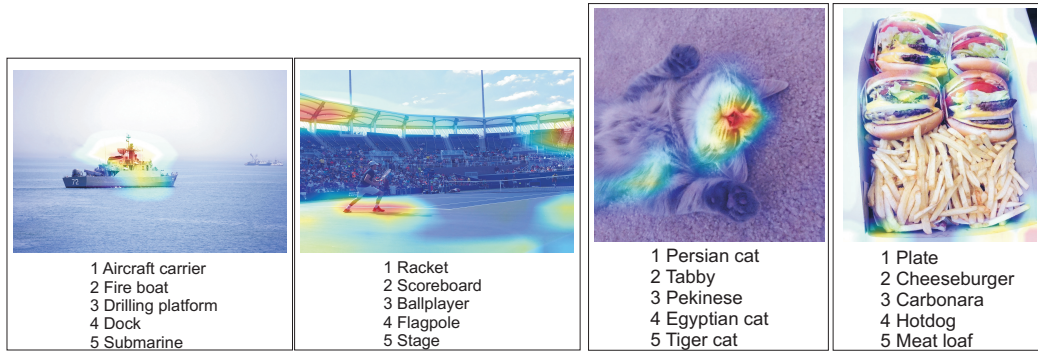 72
1 Aircraft carrier
2 Fire boat
3 Drilling platform
4 Dock
5 Submarine
1 Racket
2 Scoreboard
3 Ballplayer
4 Flagpole
5 Stage
1 Persian cat
2 Tabby
3 Pekinese
4 Egyptian cat
5 Tiger cat
1 Plate
2 Cheeseburger
3 Carbonara
4 Hotdog
5 Meat loaf